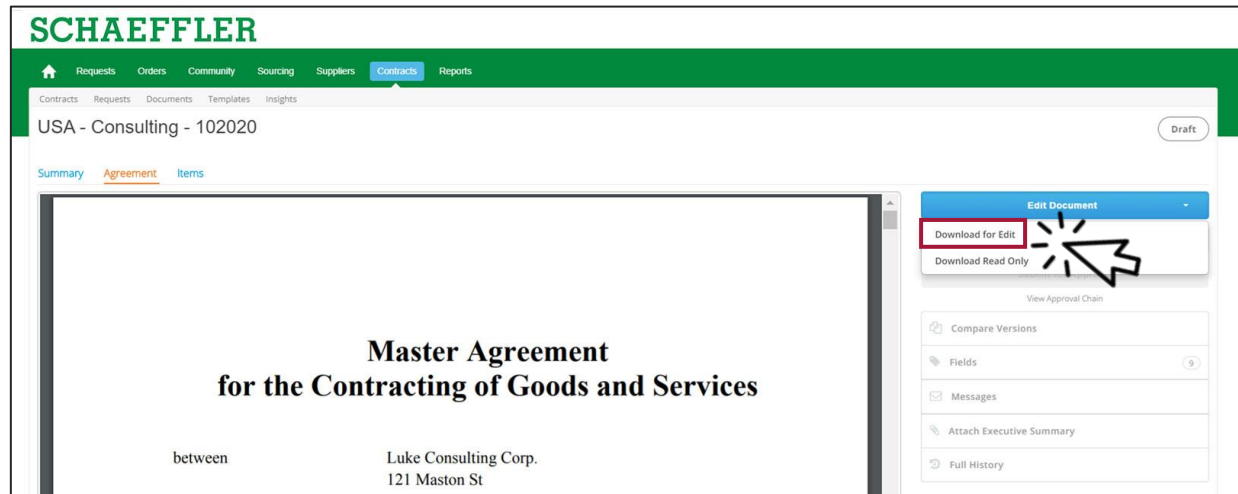 SCHAEFFLER
Requests Orders Community Sourcing Suppliers Contracts Reports
Contracts Requests Documents Templates Insights
USA - Consulting - 102020
Draft
Summary Agreement Items
Edit Document
Download for Edit
Download Read Only
View Approval Chain
Compare Versions
Fields 9
Messages
Attach Executive Summary
Full History
Master Agreement
for the Contracting of Goods and Services
between Luke Consulting Corp.
121 Maston St